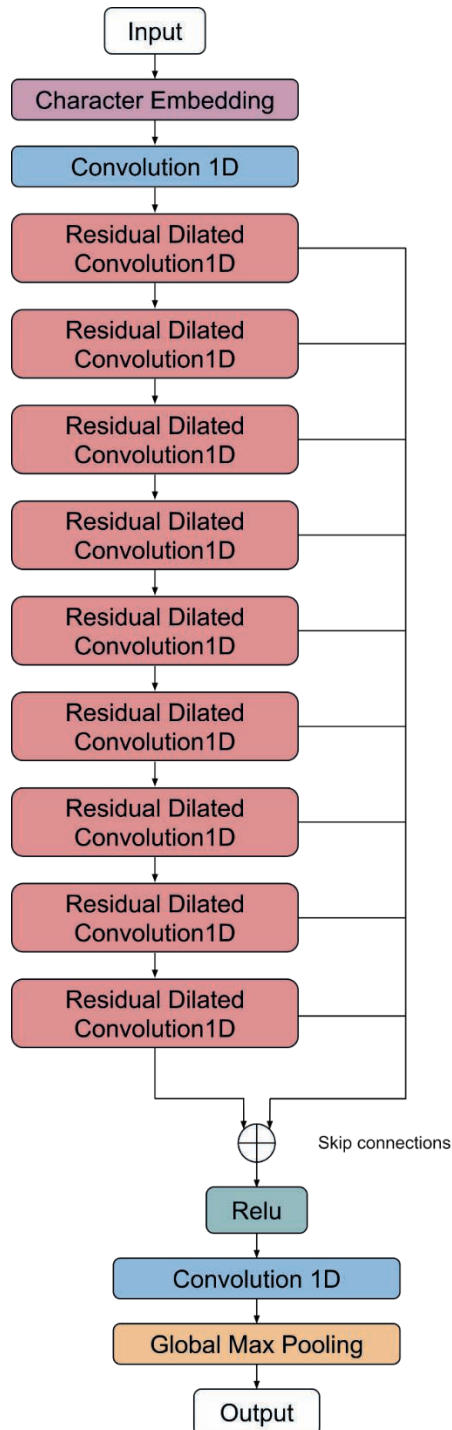 Input
Character Embedding
Convolution 1D
Residual Dilated
Convolution1D
Residual Dilated
Convolution1D
Residual Dilated
Convolution1D
Residual Dilated
Convolution1D
Residual Dilated
Convolution1D
Residual Dilated
Convolution1D
Residual Dilated
Convolution1D
Residual Dilated
Convolution1D
Residual Dilated
Convolution1D
Skip connections
Relu
Convolution 1D
Global Max Pooling
Output